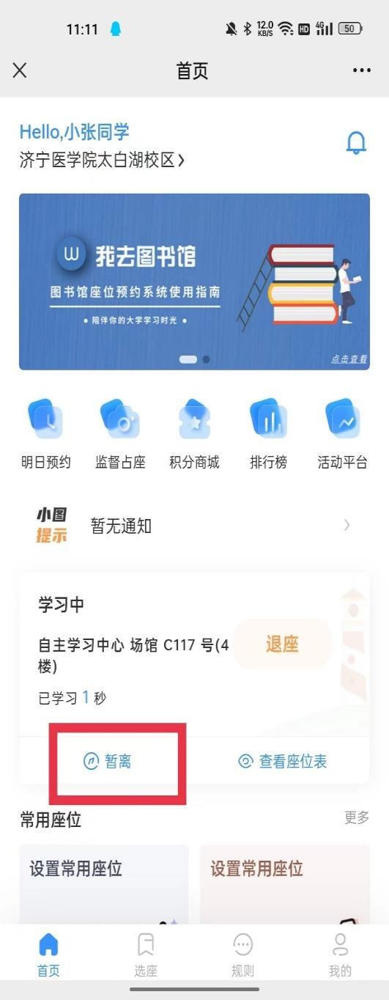 11:11
12.0 KB/S HD 4G 50
首页
Hello,小张同学
济宁医学院太白湖校区
我去图书馆
图书馆座位预约系统使用指南
• 陪伴你的大学学习时光 •
点击查看
明日预约 监督占座 积分商城 排行榜 活动平台
小图
提示
暂无通知
学习中
自主学习中心 场馆 C117 号(4
楼)
退座
已学习 1 秒
暂离 查看座位表
常用座位 更多
设置常用座位 设置常用座位
首页 选座 规则 我的